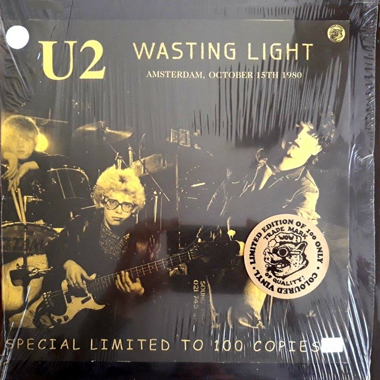 U2 WASTING LIGHT
AMSTERDAM, OCTOBER 15TH 1980
LIMITED EDITION OF 100 ONLY
TRADE MARK
OF QUALITY
COLOURED VINYL
SPECIAL LIMITED TO 100 COPIES